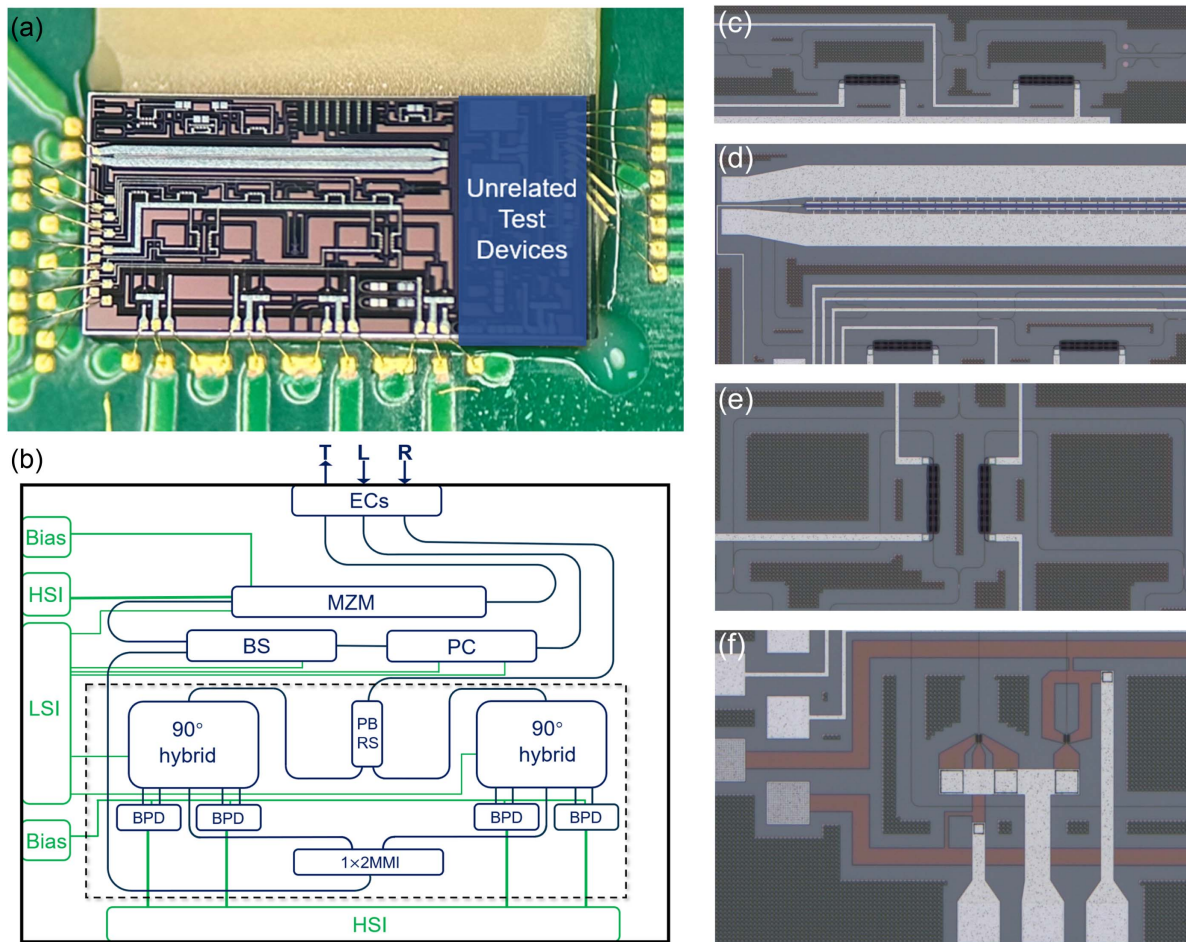 (a)
Unrelated
Test
Devices
(b)
T L R
ECs
Bias
HSI
MZM
BS
PC
LSI
90°
hybrid
PB
RS
90°
hybrid
BPD
BPD
BPD
BPD
Bias
1×2MMI
HSI
(c)
(d)
(e)
(f)